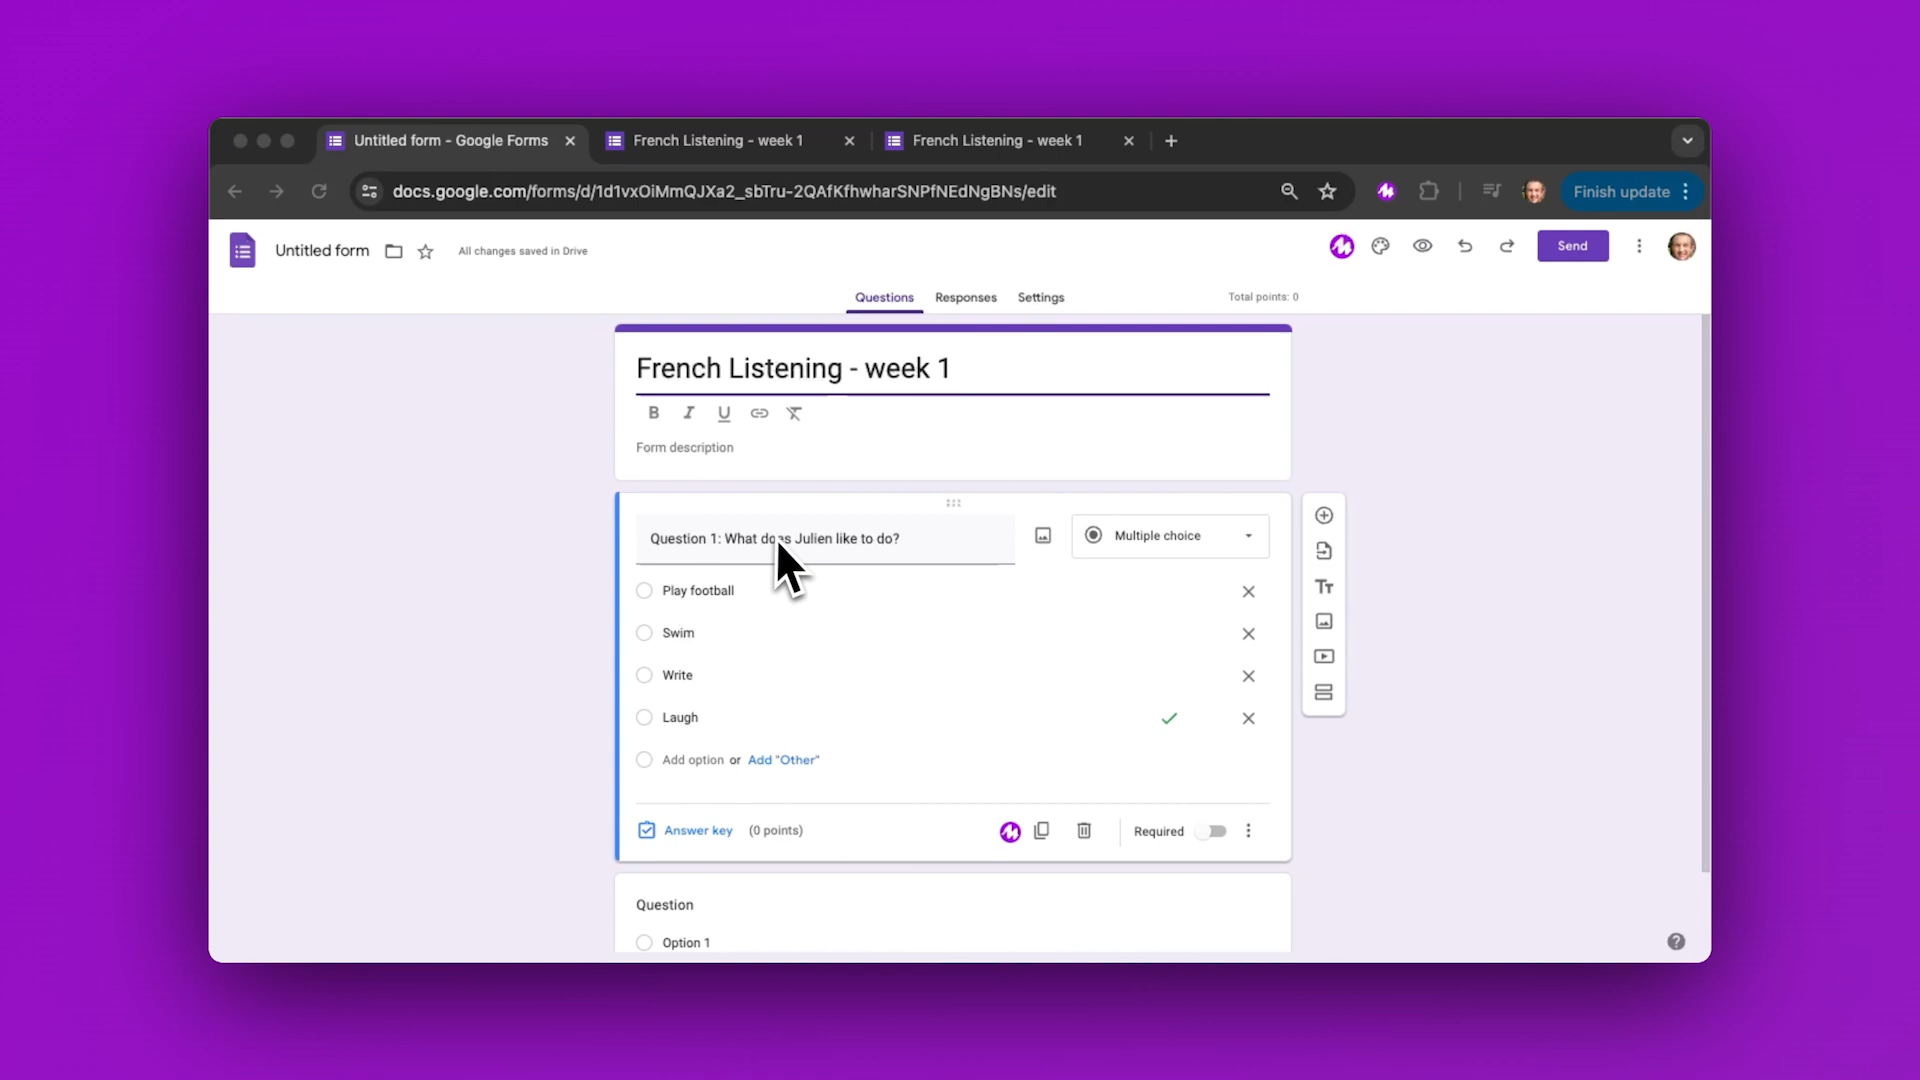 Untitled form - Google Forms
French Listening - week 1
French Listening - week 1
docs.google.com/forms/d/1d1vxOiMmQJXa2_sbTru-2QAfKfhwharSNPfNEdNgBNs/edit
Finish update
Untitled form
All changes saved in Drive
Send
Questions
Responses
Settings
Total points: 0
French Listening - week 1
B I U
Form description
Question 1: What does Julien like to do?
Multiple choice
Play football
Swim
Write
Laugh
Add option or Add "Other"
Answer key
(0 points)
Required
Question
Option 1